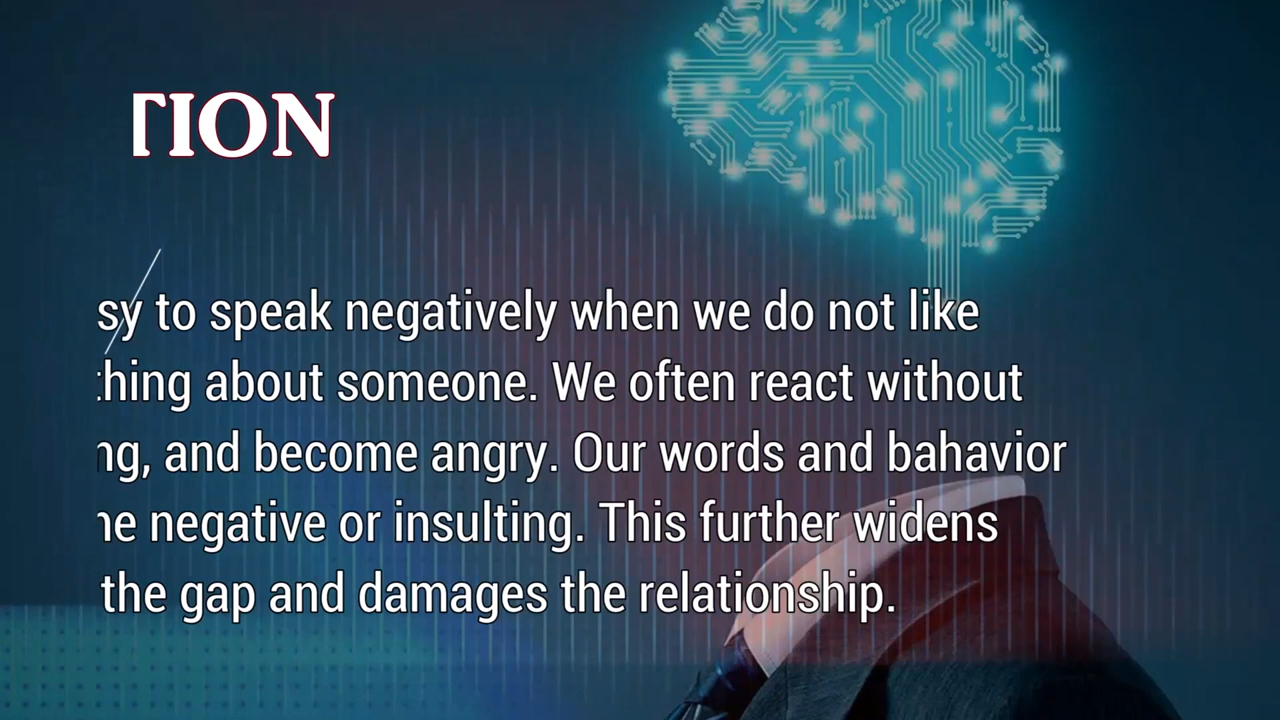 TION
sy to speak negatively when we do not like
thing about someone. We often react without
ng, and become angry. Our words and bahavior
ne negative or insulting. This further widens
the gap and damages the relationship.